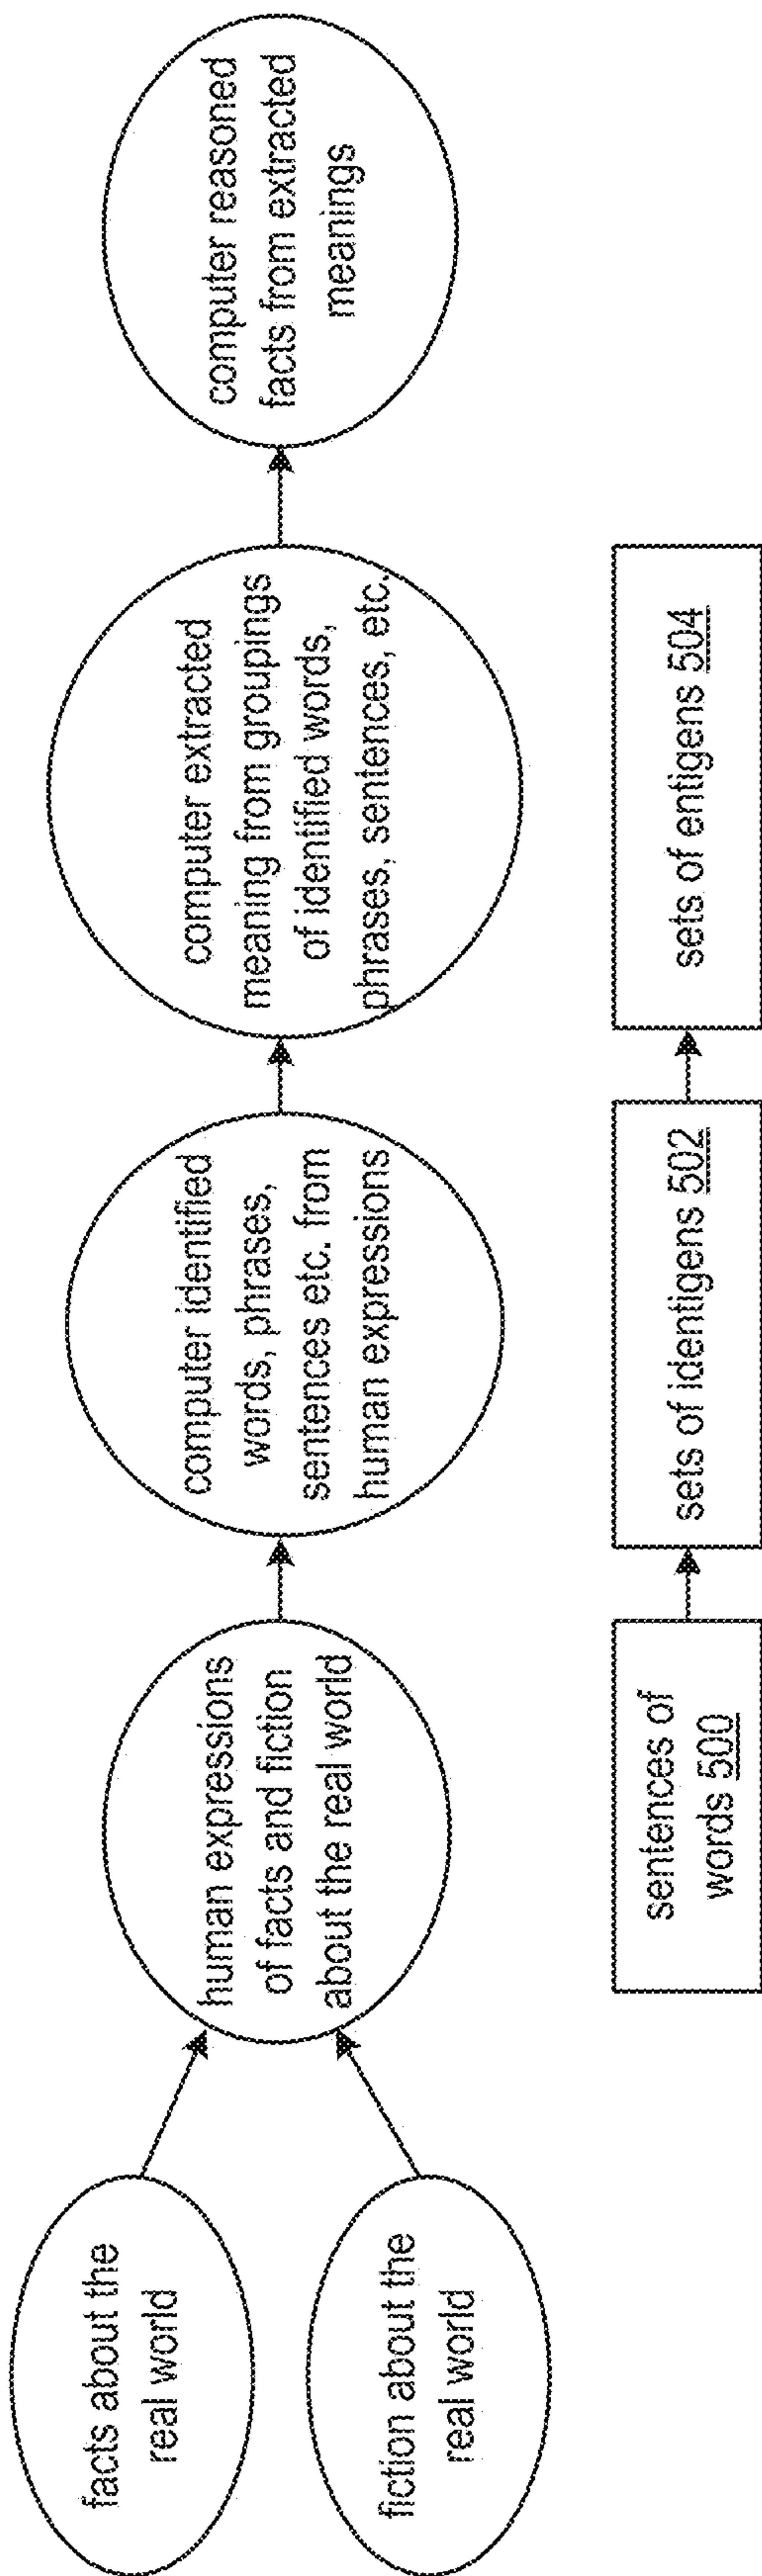 facts about the
real world
fiction about the
real world
human expressions
of facts and fiction
about the real world
computer identified
words, phrases,
sentences etc. from
human expressions
computer extracted
meaning from groupings
of identified words,
phrases, sentences, etc.
computer reasoned
facts from extracted
meanings
sentences of
words 500
sets of identigens 502
sets of entigens 504